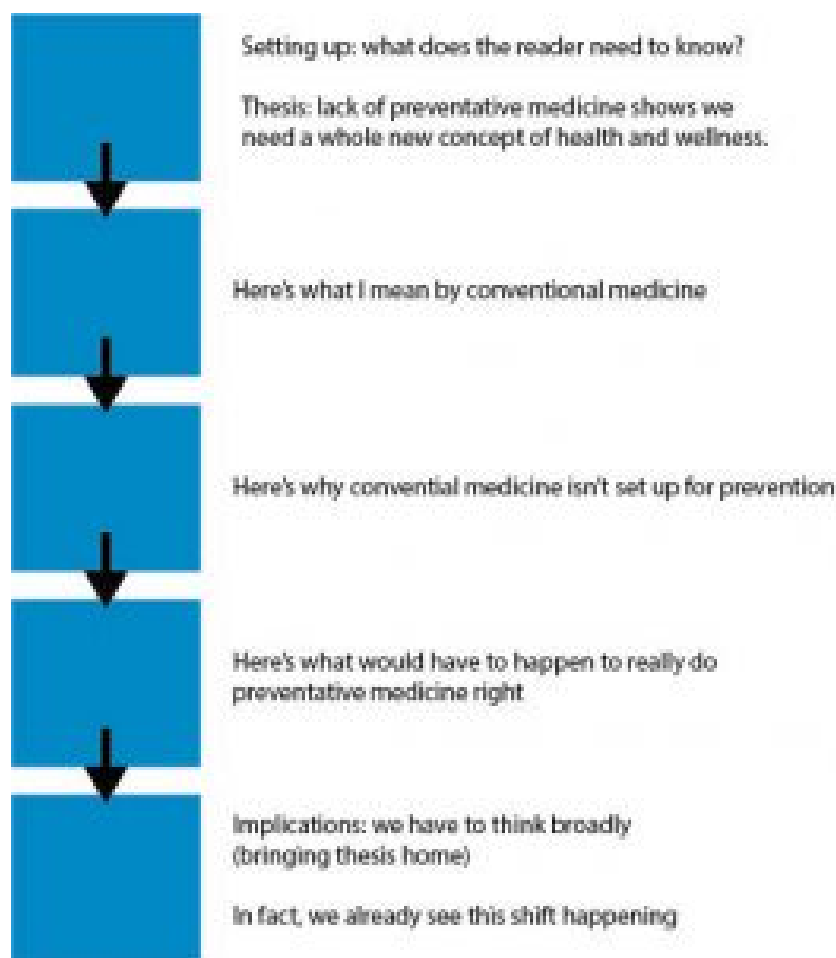 Setting up: what does the reader need to know?
Thesis: lack of preventative medicine shows we
need a whole new concept of health and wellness.
Here's what I mean by conventional medicine
Here's why convential medicine isn't set up for prevention
Here's what would have to happen to really do
preventative medicine right
Implications: we have to think broadly
(bringing thesis home)
In fact, we already see this shift happening